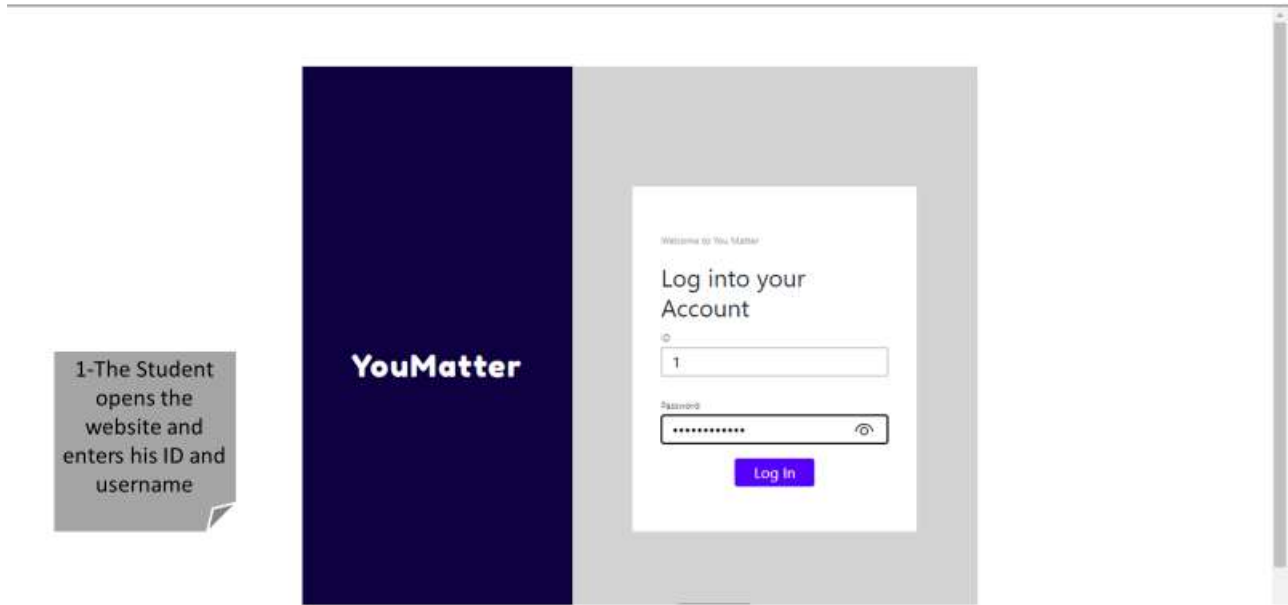 1-The Student
opens the
website and
enters his ID and
username
YouMatter
Welcome to You Matter
Log into your
Account
ID
1
Password
••••••••••••
Log In